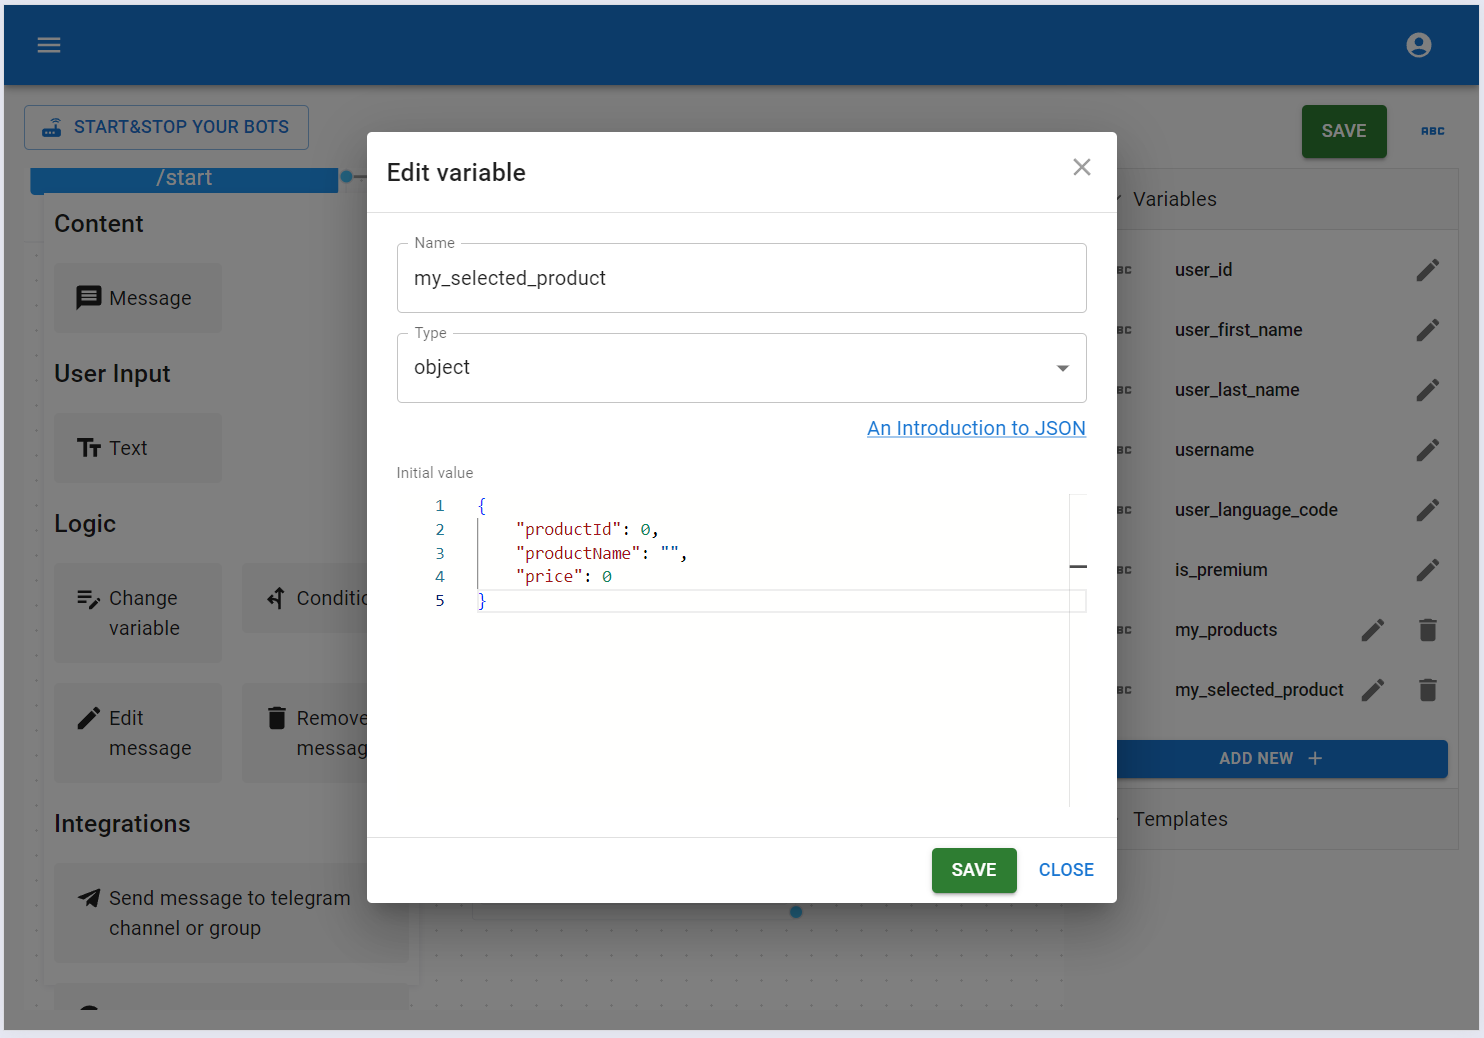 START&STOP YOUR BOTS
SAVE
ABC
/start
Content
Message
User Input
Text
Logic
Change
variable
Edit
message
Remove
Integrations
Send message to telegram
channel or group
Edit variable
Name
my_selected_product
Type
object
An Introduction to JSON
Initial value
1 {
2 "productId": 0,
3 "productName": "",
4 "price": 0
5 }
SAVE
CLOSE
Variables
user_id
user_first_name
user_last_name
username
user_language_code
is_premium
my_products
my_selected_product
ADD NEW +
Templates